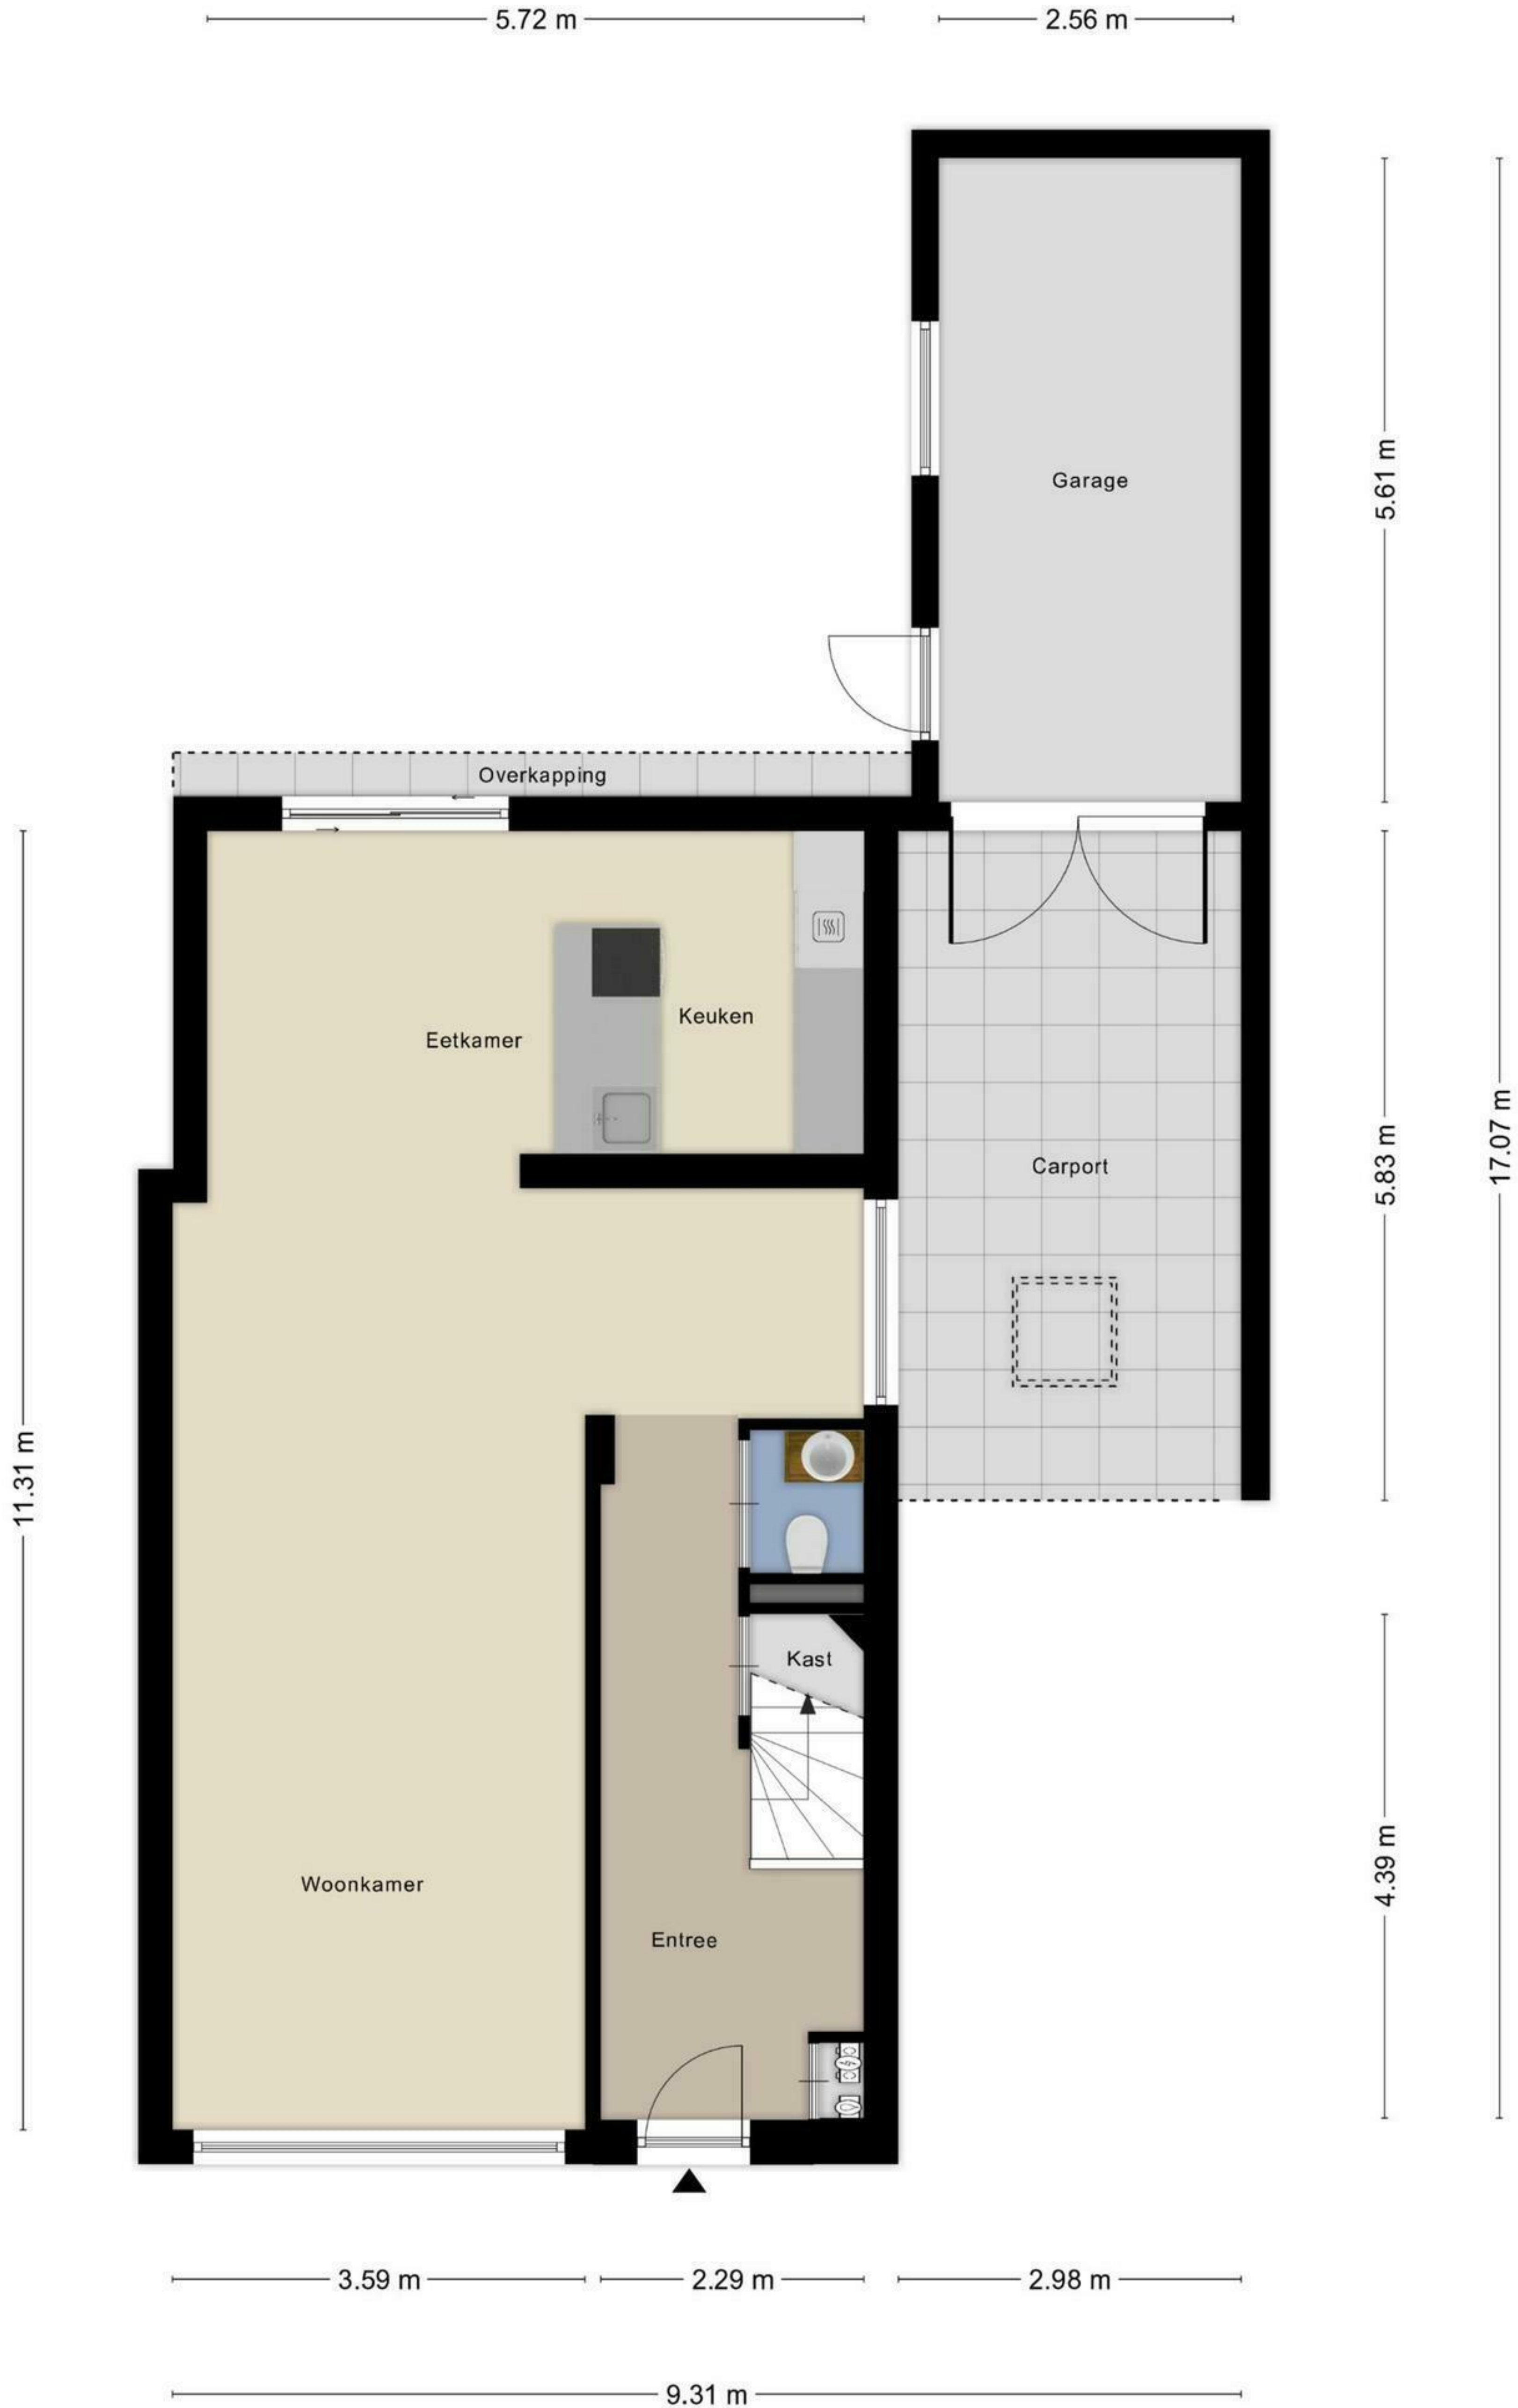 5.72 m
2.56 m
Garage
5.61 m
Overkapping
Keuken
Eetkamer
Carport
5.83 m
17.07 m
11.31 m
Kast
Woonkamer
4.39 m
Entree
3.59 m
2.29 m
2.98 m
9.31 m